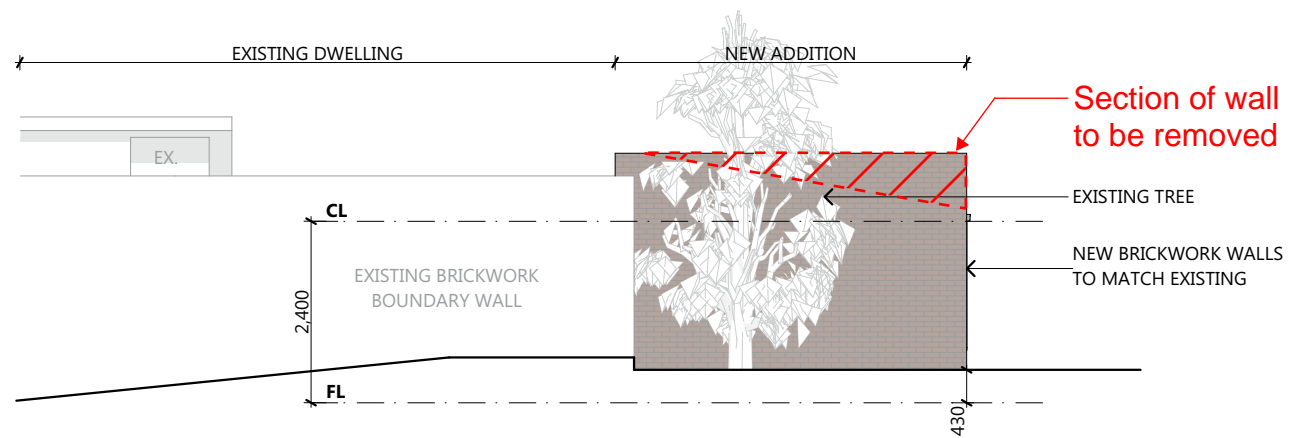 EXISTING DWELLING
NEW ADDITION
Section of wall
to be removed
EX.
EXISTING TREE
CL
NEW BRICKWORK WALLS
TO MATCH EXISTING
EXISTING BRICKWORK
BOUNDARY WALL
2,400
FL
430